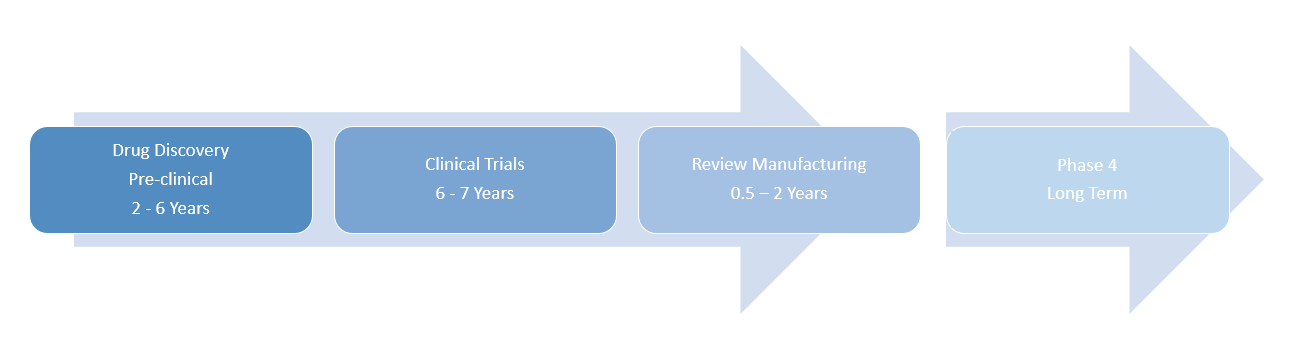 Drug Discovery
Pre-clinical
2 - 6 Years
Clinical Trials
6 - 7 Years
Review Manufacturing
0.5 – 2 Years
Phase 4
Long Term